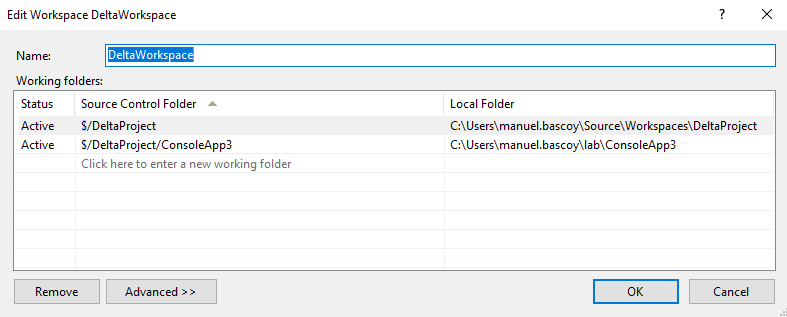 Edit Workspace DeltaWorkspace
Name: DeltaWorkspace
Working folders:
Status Source Control Folder Local Folder
Active $/DeltaProject C:\Users\manuel.bascoy\Source\Workspaces\DeltaProject
Active $/DeltaProject/ConsoleApp3 C:\Users\manuel.bascoy\lab\ConsoleApp3
Click here to enter a new working folder
Remove Advanced >> OK Cancel